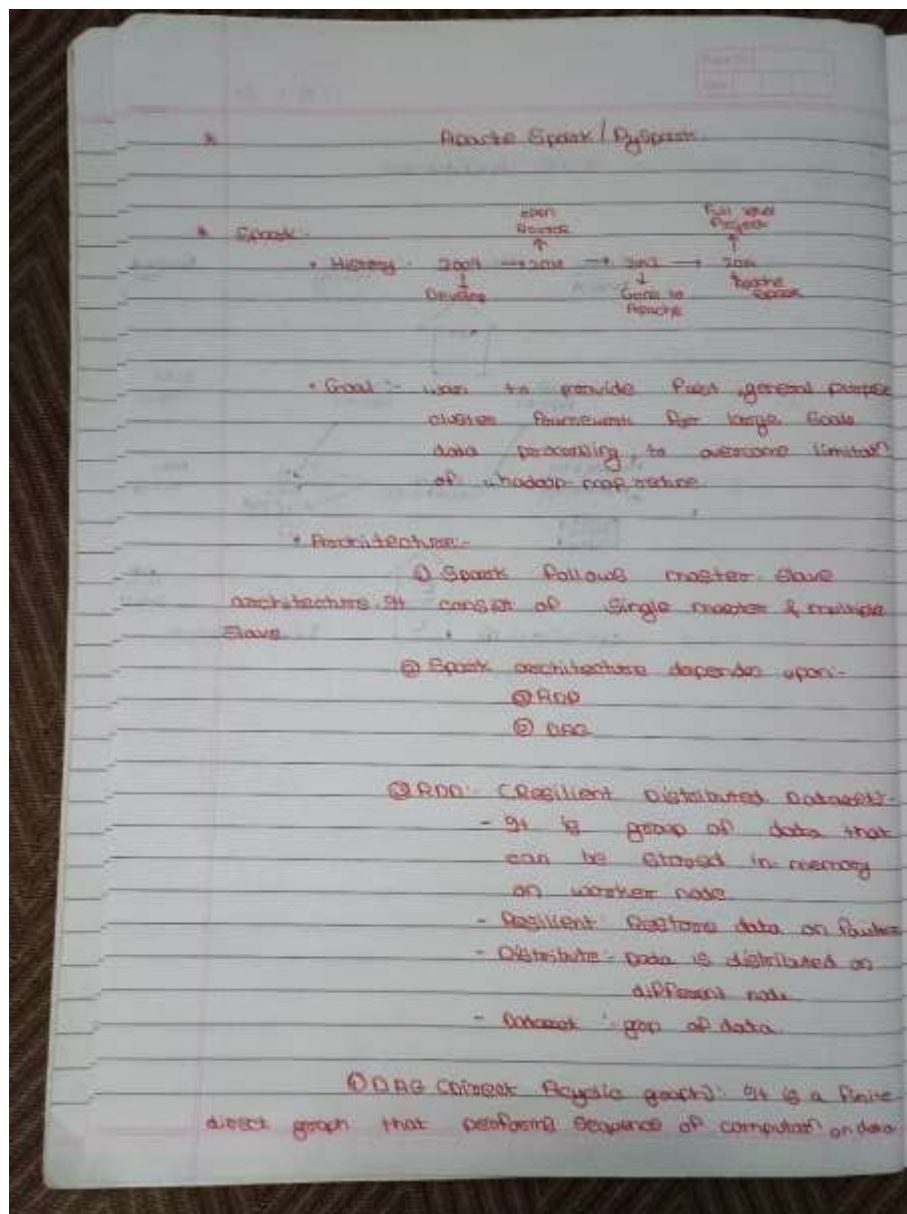 * Apache Spark / PySpark
open
Source
Full level
Project
* Spark:-
• History - 2009 → 2010 → 2013 →
Develop
Gone to
Apache
Apache
Spark
• Goal :- was to provide fast, general purpose
cluster framework for large scale
data processing, to overcome limitatn
of hadoop-map reduce
• Architecture:-
① Spark follows master slave
architecture. It consist of single master & multiple
slave
② Spark architecture depends upon:-
ⓐ RDD
ⓑ DAG
ⓐ RDD:- (Resilient Distributed Dataset)-
- It is group of data that
can be stored in-memory
on worker node
- Resilient: Restore data on
- Distribute - Data is distributed on
different node
- Dataset - grop of data
ⓑ DAG (Direct Acyclic graph): It is a finite
direct graph that performs sequence of computatn on data